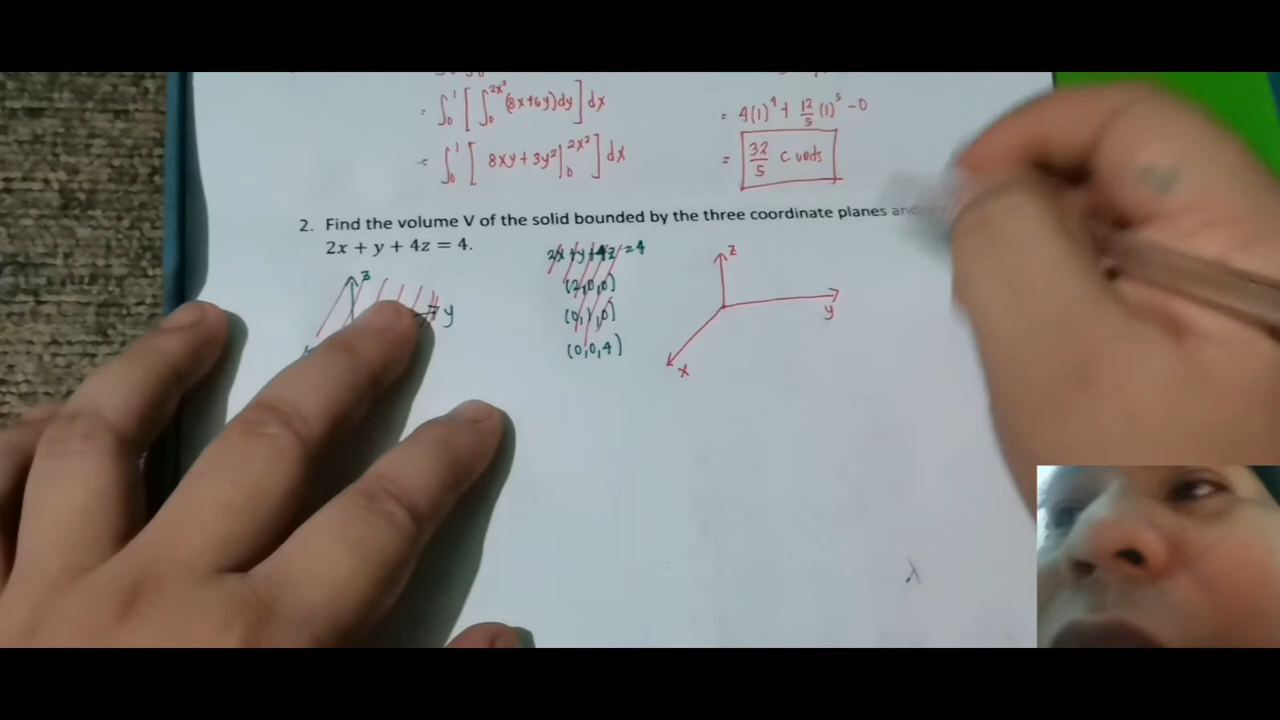 = ∫₀¹ [ ∫₀^{2x²} (8x+6y)dy ] dx
= ∫₀¹ [ 8xy + 3y² |₀^{2x²} ] dx
= 4(1)⁴ + 12/5 (1)⁵ - 0
= 32/5 c. units
2. Find the volume V of the solid bounded by the three coordinate planes and
2x + y + 4z = 4.
z
y
2x + y + 4z = 4
(2,0,0)
(0,0,4)
z
y
x